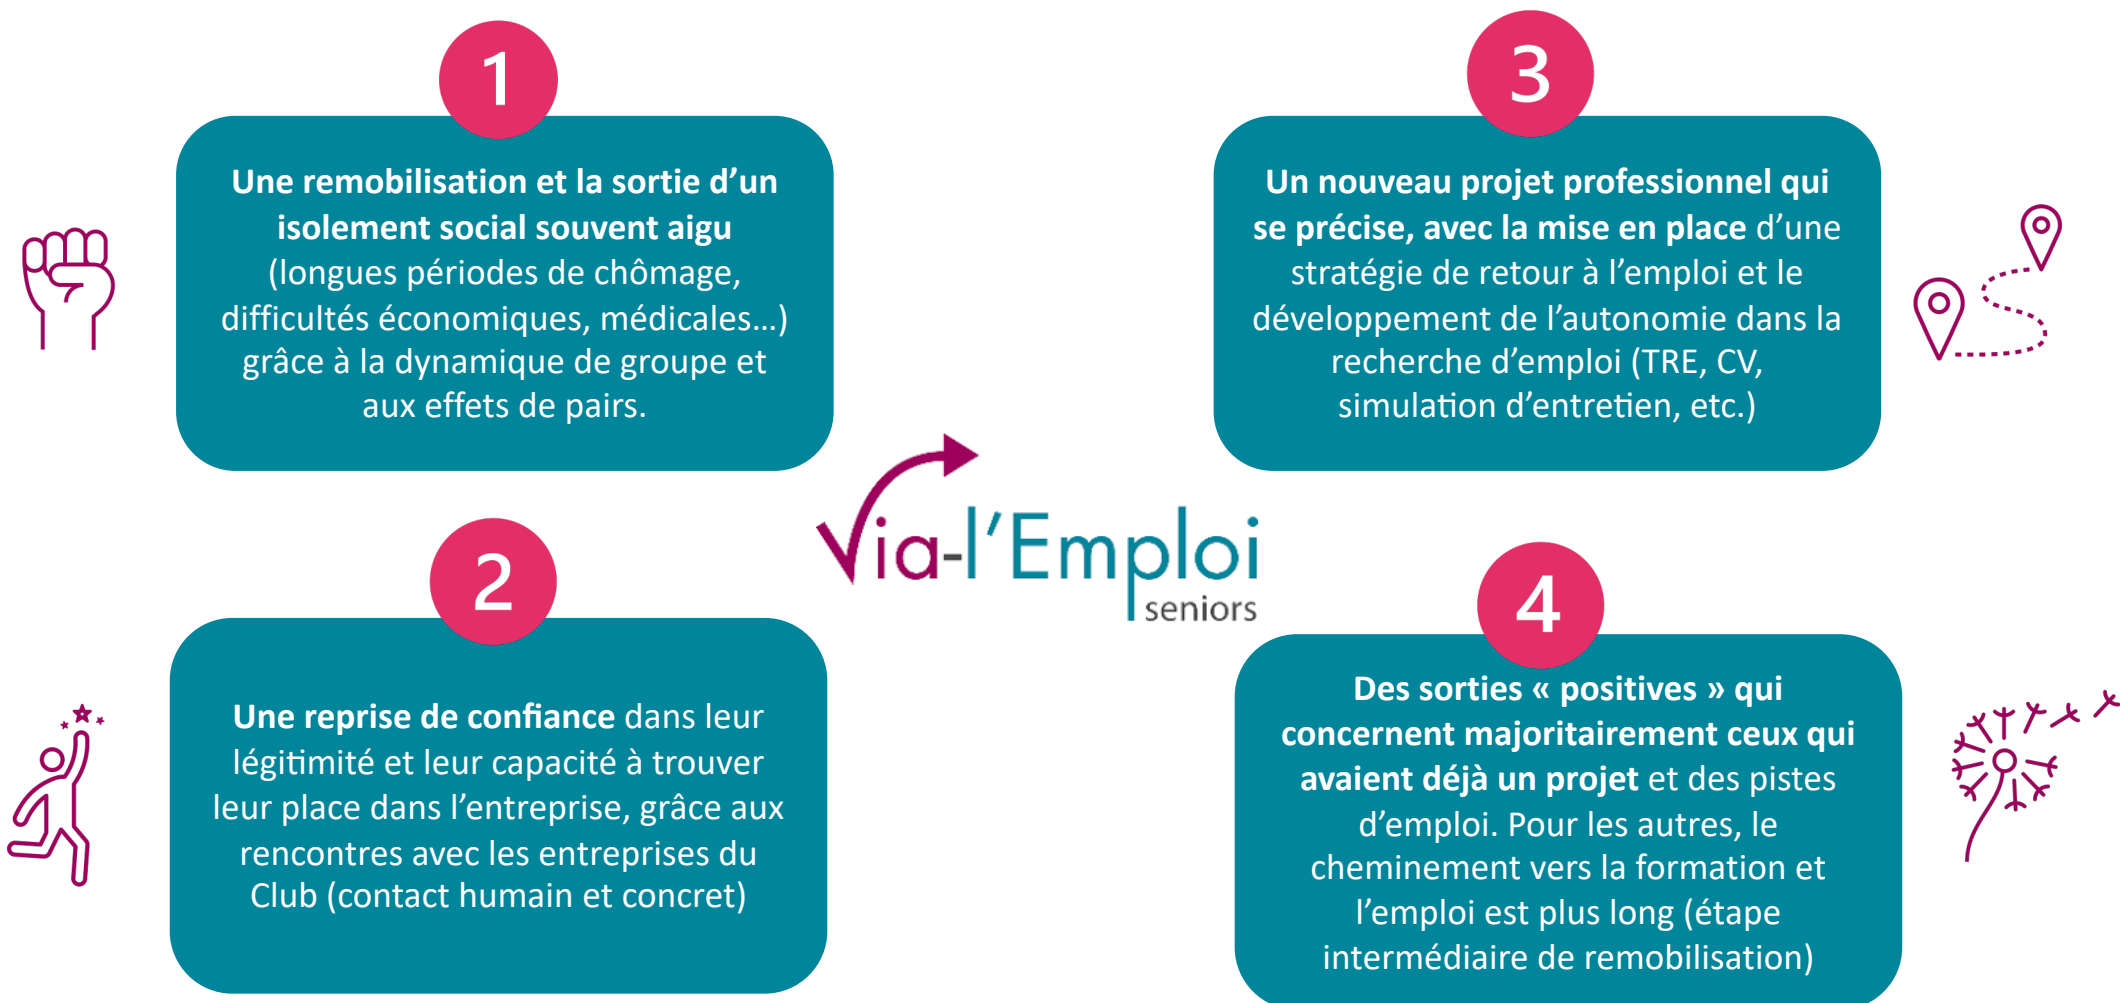 1
Une remobilisation et la sortie d’un
isolement social souvent aigu
(longues périodes de chômage,
difficultés économiques, médicales…)
grâce à la dynamique de groupe et
aux effets de pairs.
2
Une reprise de confiance dans leur
légitimité et leur capacité à trouver
leur place dans l’entreprise, grâce aux
rencontres avec les entreprises du
Club (contact humain et concret)
Via-l’Emploi
seniors
3
Un nouveau projet professionnel qui
se précise, avec la mise en place d’une
stratégie de retour à l’emploi et le
développement de l’autonomie dans la
recherche d’emploi (TRE, CV,
simulation d’entretien, etc.)
4
Des sorties « positives » qui
concernent majoritairement ceux qui
avaient déjà un projet et des pistes
d’emploi. Pour les autres, le
cheminement vers la formation et
l’emploi est plus long (étape
intermédiaire de remobilisation)